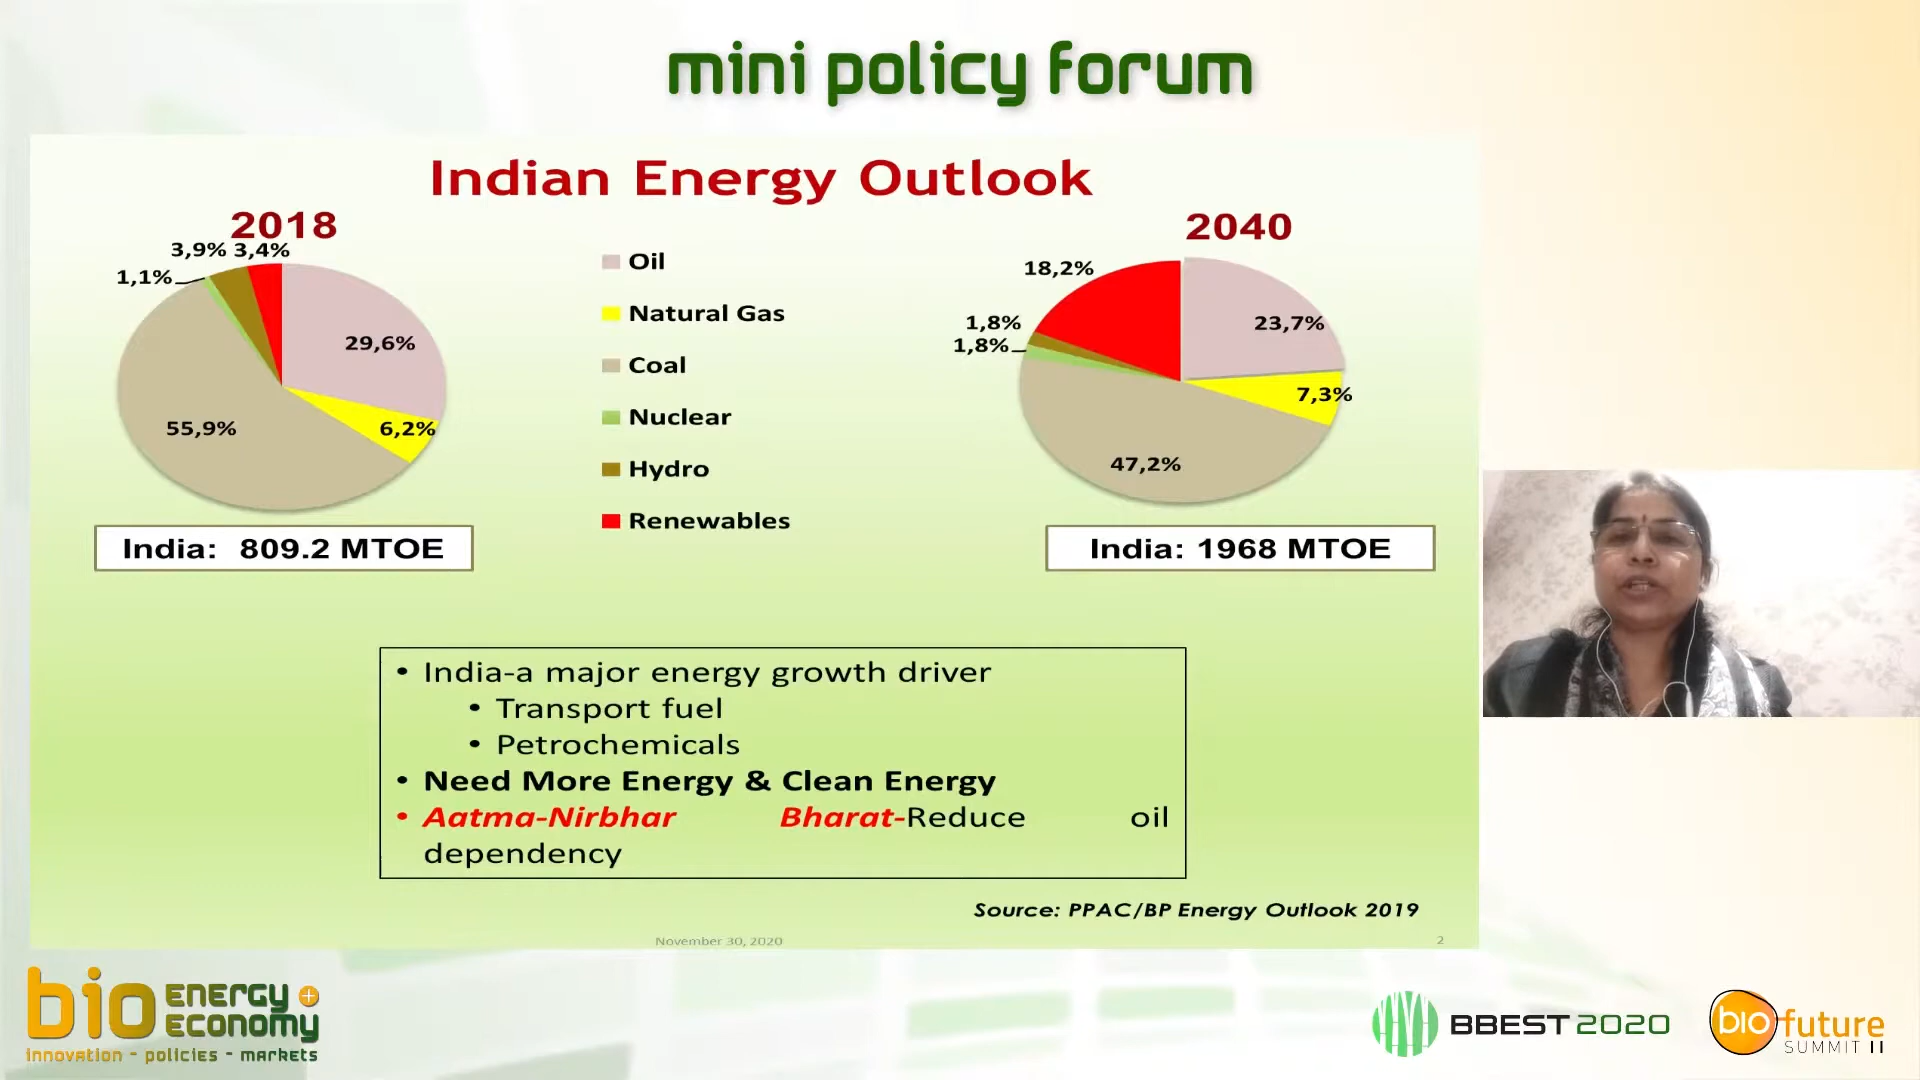 mini policy forum
Indian Energy Outlook
2018
3,9% 3,4%
1,1%
29,6%
55,9%
6,2%
India: 809.2 MTOE
Oil
Natural Gas
Coal
Nuclear
Hydro
Renewables
2040
18,2%
1,8%
1,8%
23,7%
7,3%
47,2%
India: 1968 MTOE
• India-a major energy growth driver
• Transport fuel
• Petrochemicals
• Need More Energy & Clean Energy
• Aatma-Nirbhar Bharat-Reduce oil
dependency
Source: PPAC/BP Energy Outlook 2019
November 30, 2020
2
bio ENERGY +
ECONOMY
innovation - policies - markets
BBEST 2020
bio future
SUMMIT II